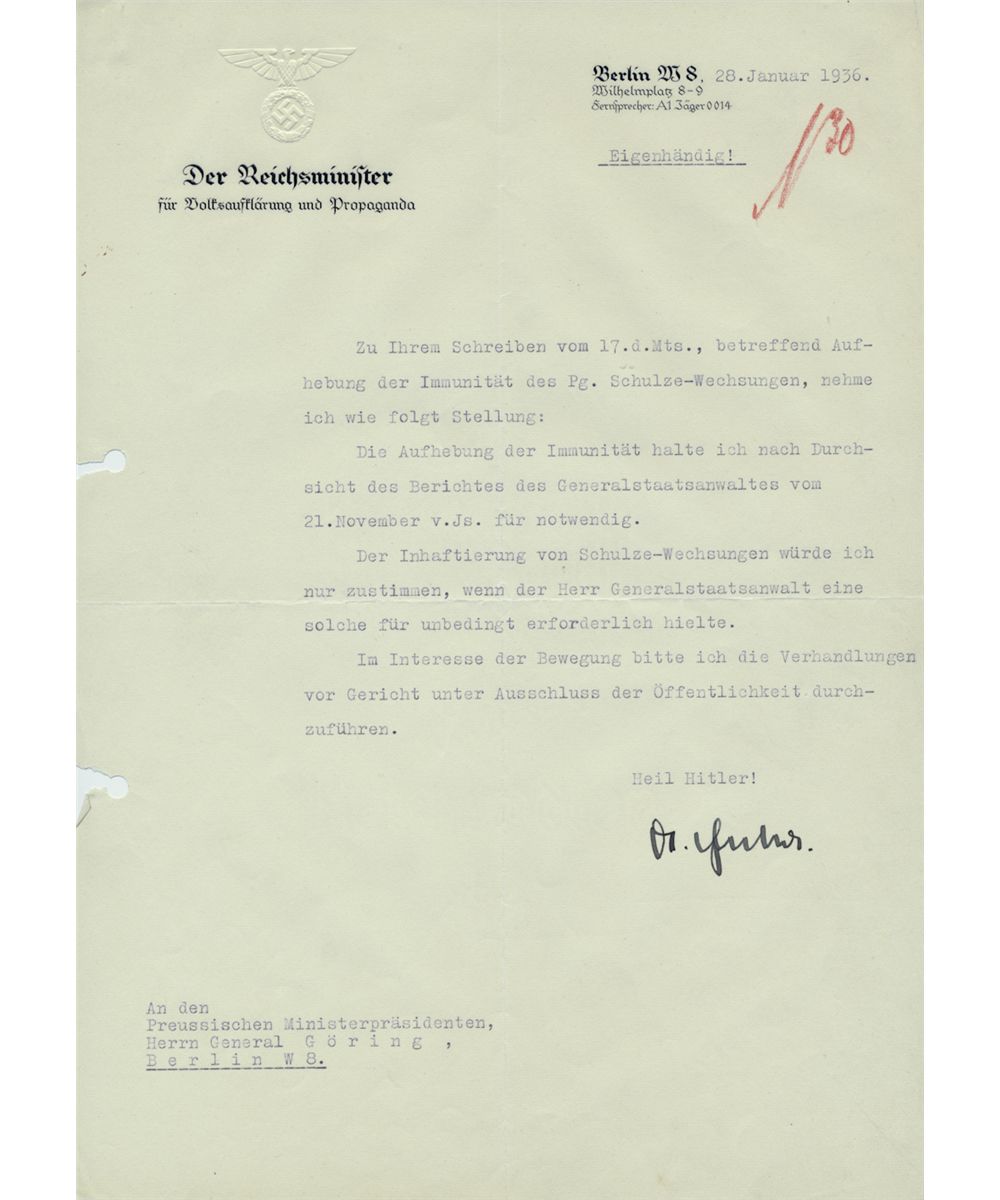 Berlin W 8, 28.Januar 1936.
Wilhelmplatz 8-9
Fernsprecher: A1 Jäger 0014
Eigenhändig!
30
Der Reichsminister
für Volksaufklärung und Propaganda
Zu Ihrem Schreiben vom 17.d.Mts., betreffend Auf-
hebung der Immunität des Pg. Schulze-Wechsungen, nehme
ich wie folgt Stellung:
Die Aufhebung der Immunität halte ich nach Durch-
sicht des Berichtes des Generalstaatsanwaltes vom
21.November v.Js. für notwendig.
Der Inhaftierung von Schulze-Wechsungen würde ich
nur zustimmen, wenn der Herr Generalstaatsanwalt eine
solche für unbedingt erforderlich hielte.
Im Interesse der Bewegung bitte ich die Verhandlungen
vor Gericht unter Ausschluss der Öffentlichkeit durch-
zuführen.
Heil Hitler!
Dr.
An den
Preussischen Ministerpräsidenten,
Herrn General G ö r i n g ,
B e r l i n W 8.